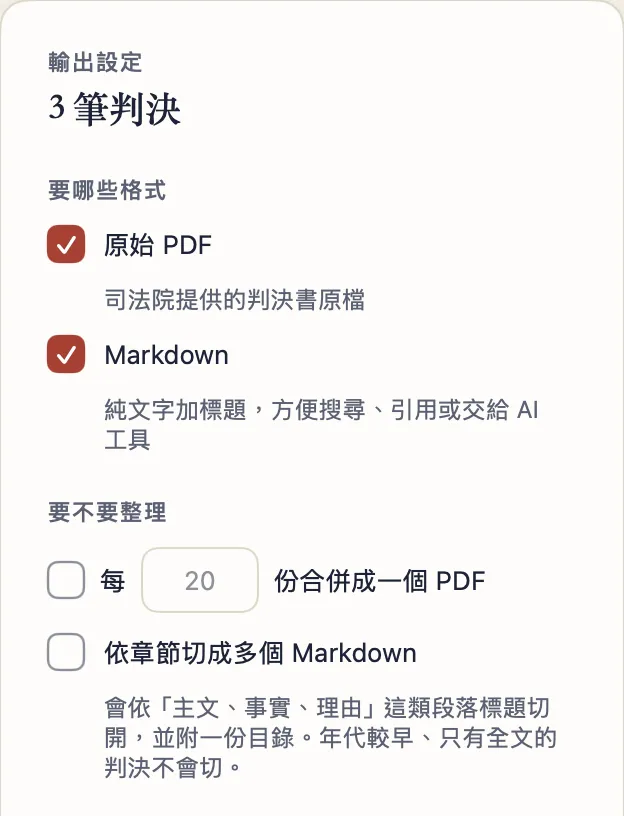 輸出設定
3 筆判決
要哪些格式
原始 PDF
司法院提供的判決書原檔
Markdown
純文字加標題，方便搜尋、引用或交給 AI
工具
要不要整理
每 20 份合併成一個 PDF
依章節切成多個 Markdown
會依「主文、事實、理由」這類段落標題切
開，並附一份目錄。年代較早、只有全文的
判決不會切。